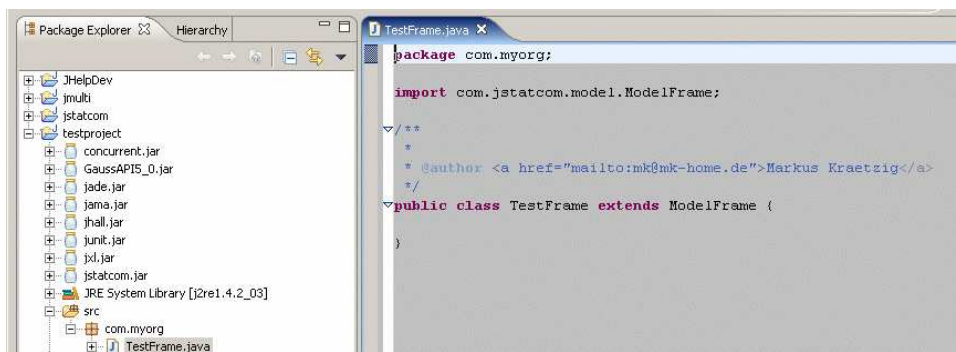 Package Explorer
Hierarchy
JHelpDev
jmulti
jstatcom
testproject
concurrent.jar
GaussAPI5_0.jar
jade.jar
jama.jar
jhall.jar
junit.jar
jxl.jar
jstatcom.jar
JRE System Library [j2re1.4.2_03]
src
com.myorg
TestFrame.java
TestFrame.java
package com.myorg;
import com.jstatcom.model.ModelFrame;
/**
*
* @author <a href="mailto:mk@mk-home.de">Markus Kraetzig</a>
*/
public class TestFrame extends ModelFrame {
}